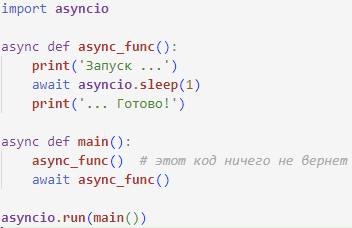 import asyncio
async def async_func():
    print('Запуск ...')
    await asyncio.sleep(1)
    print('... Готово!')
async def main():
    async_func()  # этот код ничего не вернет
    await async_func()
asyncio.run(main())